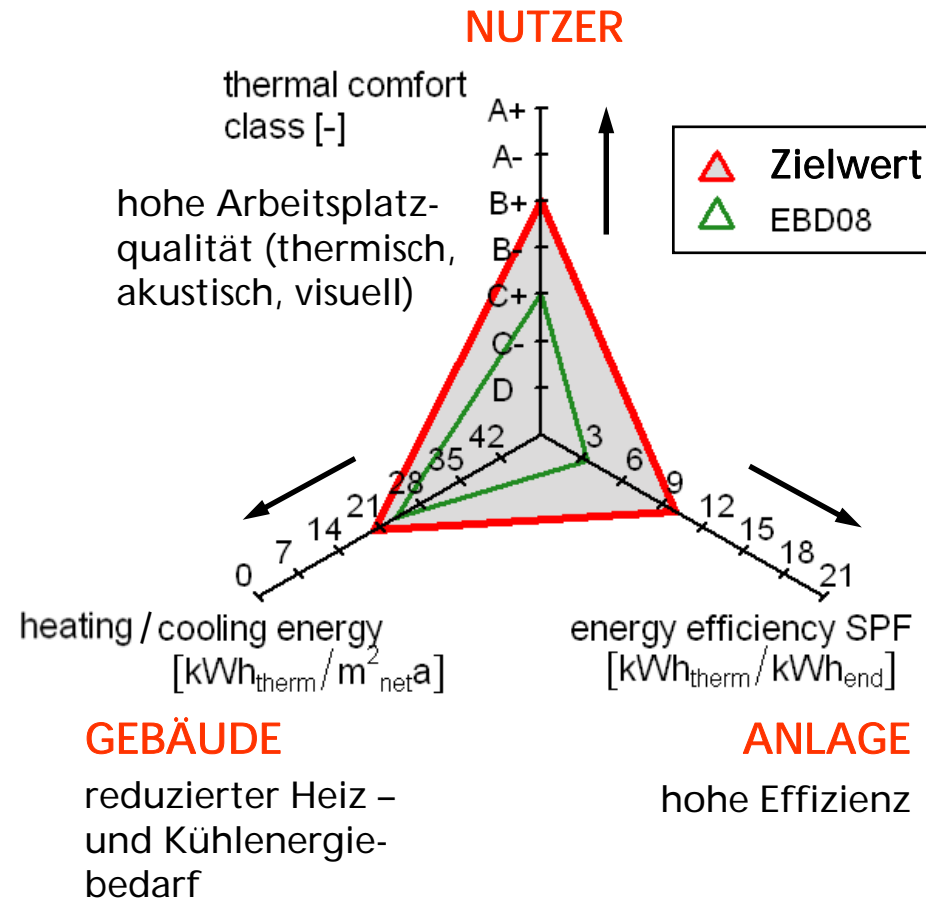 NUTZER
thermal comfort
class [-]
A+
A-
B+
B-
C+
C-
D
Zielwert
EBD08
hohe Arbeitsplatz-
qualität (thermisch,
akustisch, visuell)
42
35
28
21
14
7
0
3
6
9
12
15
18
21
heating / cooling energy
[kWhtherm/m²neta]
energy efficiency SPF
[kWhtherm/kWhend]
GEBÄUDE
reduzierter Heiz –
und Kühlenergie-
bedarf
ANLAGE
hohe Effizienz